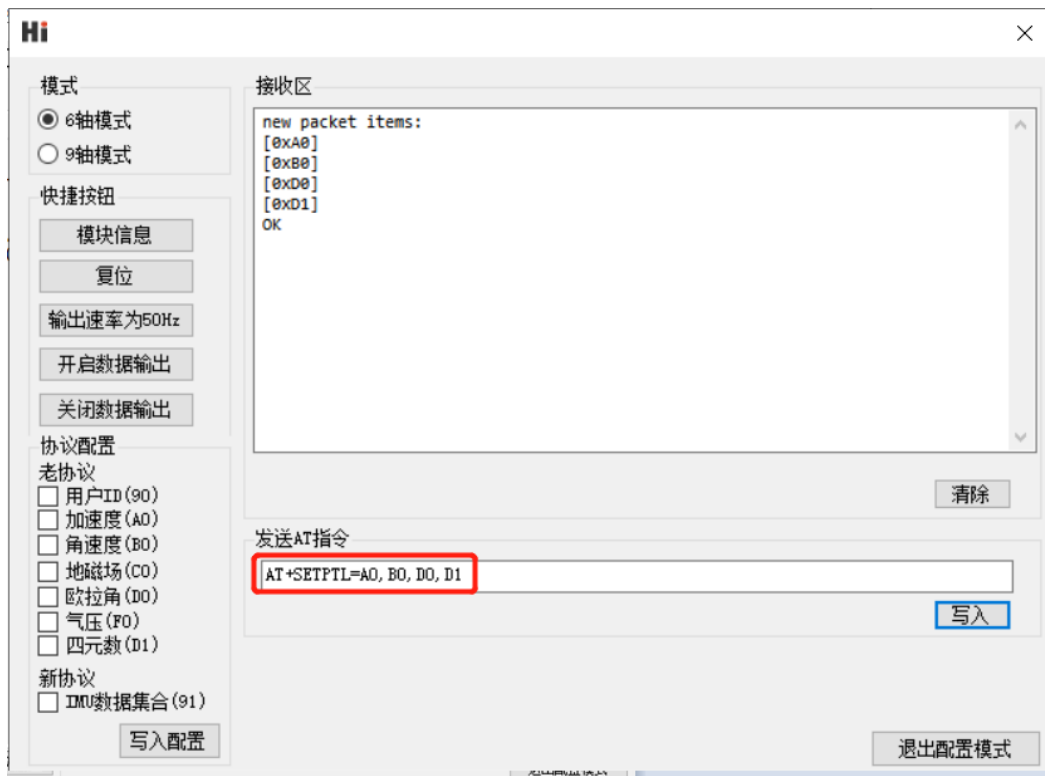 Hi
模式
6轴模式
9轴模式
快捷按钮
模块信息
复位
输出速率为50Hz
开启数据输出
关闭数据输出
协议配置
老协议
用户ID(90)
加速度(A0)
角速度(B0)
地磁场(C0)
欧拉角(D0)
气压(F0)
四元数(D1)
新协议
IMU数据集合(91)
写入配置
接收区
new packet items:
[0xA0]
[0xB0]
[0xD0]
[0xD1]
OK
清除
发送AT指令
AT+SETPTL=A0,B0,D0,D1
写入
退出配置模式